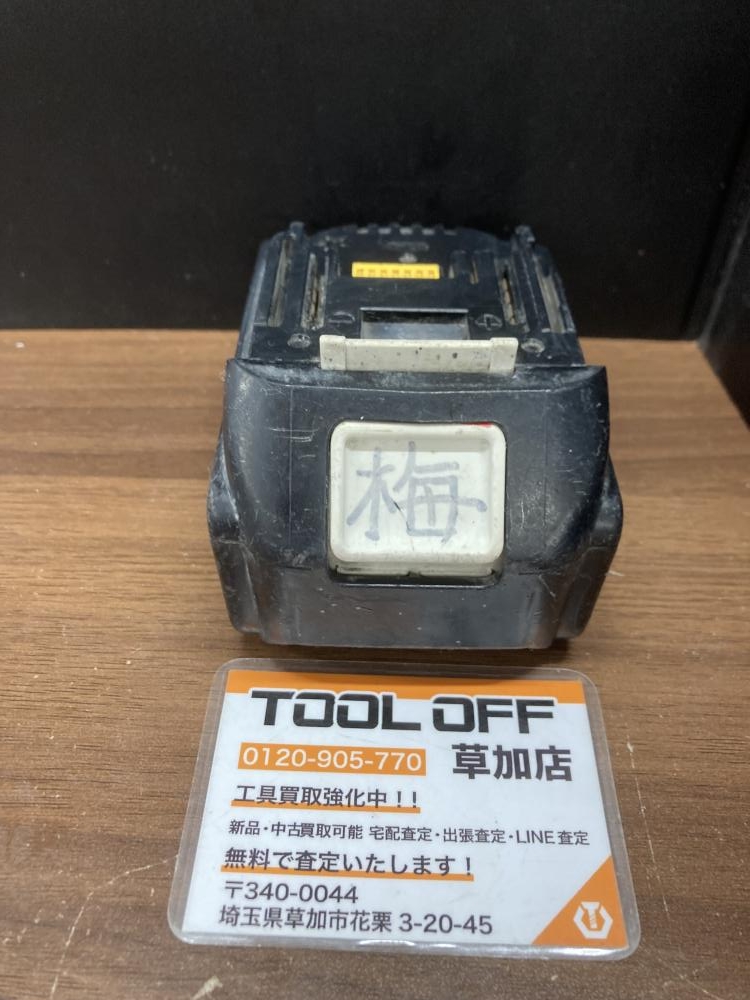 梅
TOOL OFF
0120-905-770 草加店
工具買取強化中!!
新品・中古買取可能 宅配査定・出張査定・LINE査定
無料で査定いたします!
〒340-0044
埼玉県草加市花栗 3-20-45